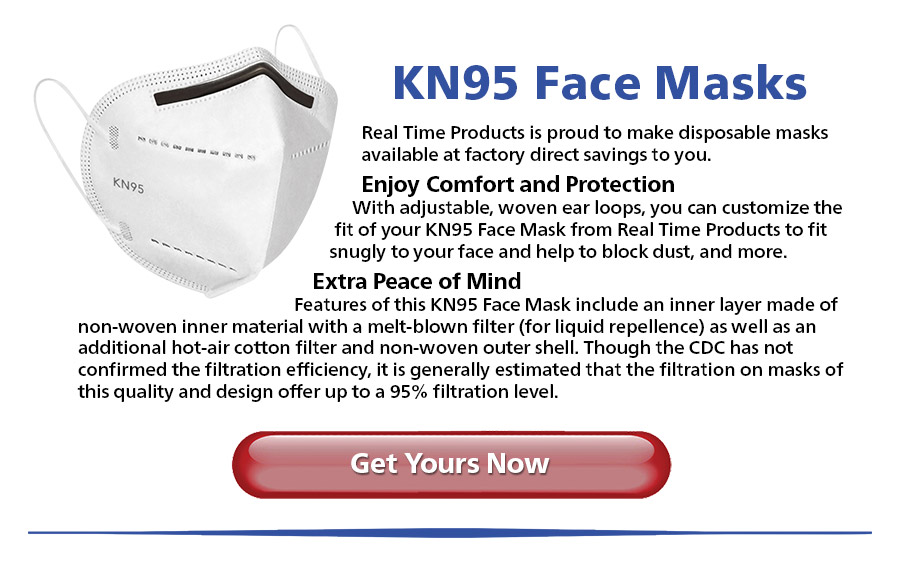 KN95 Face Masks
Real Time Products is proud to make disposable masks
available at factory direct savings to you.
Enjoy Comfort and Protection
With adjustable, woven ear loops, you can customize the
fit of your KN95 Face Mask from Real Time Products to fit
snugly to your face and help to block dust, and more.
KN95
Extra Peace of Mind
Features of this KN95 Face Mask include an inner layer made of
non-woven inner material with a melt-blown filter (for liquid repellence) as well as an
additional hot-air cotton filter and non-woven outer shell. Though the CDC has not
confirmed the filtration efficiency, it is generally estimated that the filtration on masks of
this quality and design offer up to a 95% filtration level.
Get Yours Now